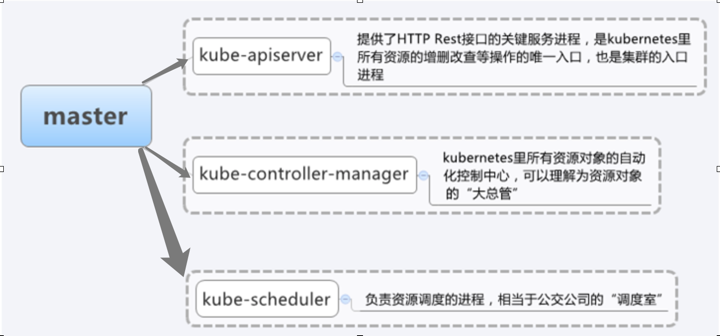 master
kube-apiserver
提供了HTTP Rest接口的关键服务进程，是kubernetes里
所有资源的增删改查等操作的唯一入口，也是集群的入口
进程
kube-controller-manager
kubernetes里所有资源对象的自动
化控制中心，可以理解为资源对象
的“大总管”
kube-scheduler
负责资源调度的进程，相当于公交公司的“调度室”